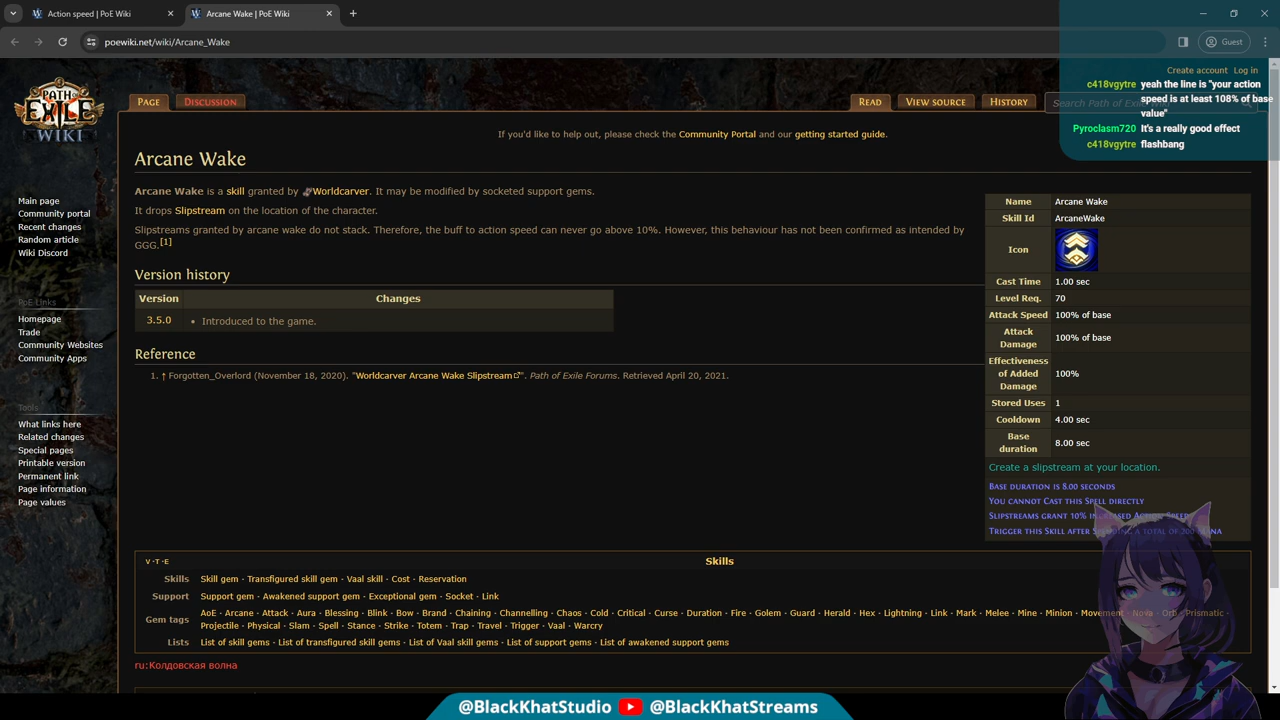 Action speed | PoE Wiki
Arcane Wake | PoE Wiki
poewiki.net/wiki/Arcane_Wake
Guest
Create account Log in
c418vgytre yeah the line is "your action
speed is at least 108% of base
value"
Pyroclasm720 It's a really good effect
c418vgytre flashbang
PATH OF
EXILE
WIKI
PAGE
DISCUSSION
READ
VIEW SOURCE
HISTORY
Search Path of Exile
If you'd like to help out, please check the Community Portal and our getting started guide.
Main page
Community portal
Recent changes
Random article
Wiki Discord
PoE Links
Homepage
Trade
Community Websites
Community Apps
Tools
What links here
Related changes
Special pages
Printable version
Permanent link
Page information
Page values
Arcane Wake
Arcane Wake is a skill granted by Worldcarver. It may be modified by socketed support gems.
It drops Slipstream on the location of the character.
Slipstreams granted by arcane wake do not stack. Therefore, the buff to action speed can never go above 10%. However, this behaviour has not been confirmed as intended by
GGG.[1]
Version history
Version Changes
3.5.0 • Introduced to the game.
Reference
1. ↑ Forgotten_Overlord (November 18, 2020). "Worldcarver Arcane Wake Slipstream". Path of Exile Forums. Retrieved April 20, 2021.
Name Arcane Wake
Skill Id ArcaneWake
Icon
Cast Time 1.00 sec
Level Req. 70
Attack Speed 100% of base
Attack
Damage 100% of base
Effectiveness
of Added
Damage 100%
Stored Uses 1
Cooldown 4.00 sec
Base
duration 8.00 sec
Create a slipstream at your location.
BASE DURATION IS 8.00 SECONDS
YOU CANNOT CAST THIS SPELL DIRECTLY
SLIPSTREAMS GRANT 10% INCREASED ACTION SPEED
TRIGGER THIS SKILL AFTER SPENDING A TOTAL OF 200 MANA
V · T · E
Skills
Skills Skill gem · Transfigured skill gem · Vaal skill · Cost · Reservation
Support Support gem · Awakened support gem · Exceptional gem · Socket · Link
Gem tags AoE · Arcane · Attack · Aura · Blessing · Blink · Bow · Brand · Chaining · Channelling · Chaos · Cold · Critical · Curse · Duration · Fire · Golem · Guard · Herald · Hex · Lightning · Link · Mark · Melee · Mine · Minion · Movement · Nova · Orb · Prismatic ·
Projectile · Physical · Slam · Spell · Stance · Strike · Totem · Trap · Travel · Trigger · Vaal · Warcry
Lists List of skill gems · List of transfigured skill gems · List of Vaal skill gems · List of support gems · List of awakened support gems
ru:Колдовская волна
@BlackKhatStudio @BlackKhatStreams